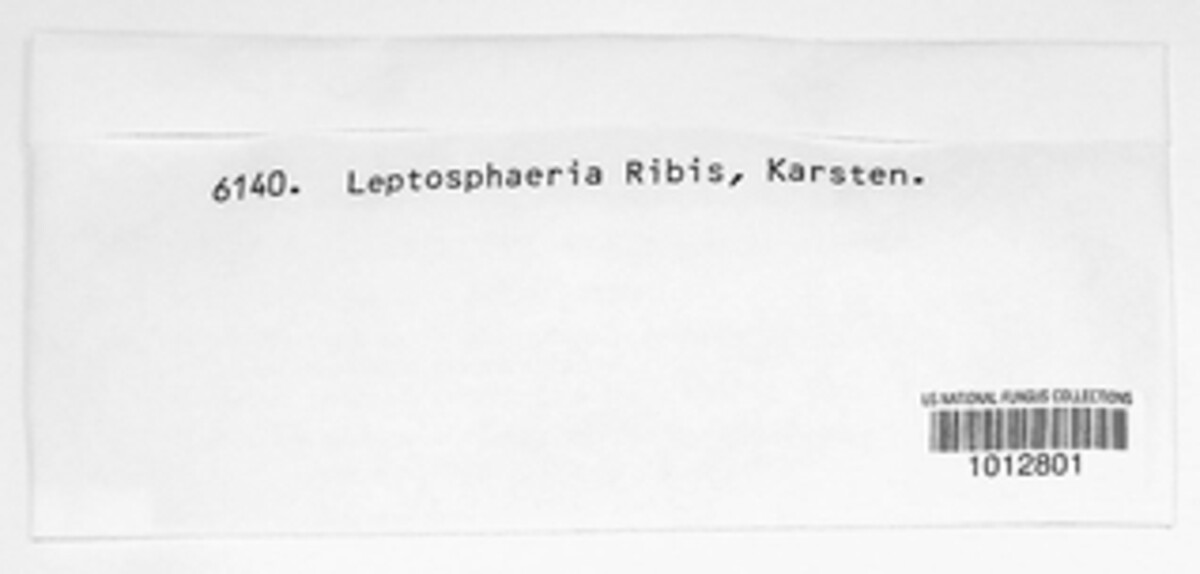 6140. Leptosphaeria Ribis, Karsten.
US NATIONAL FUNGUS COLLECTIONS
1012801